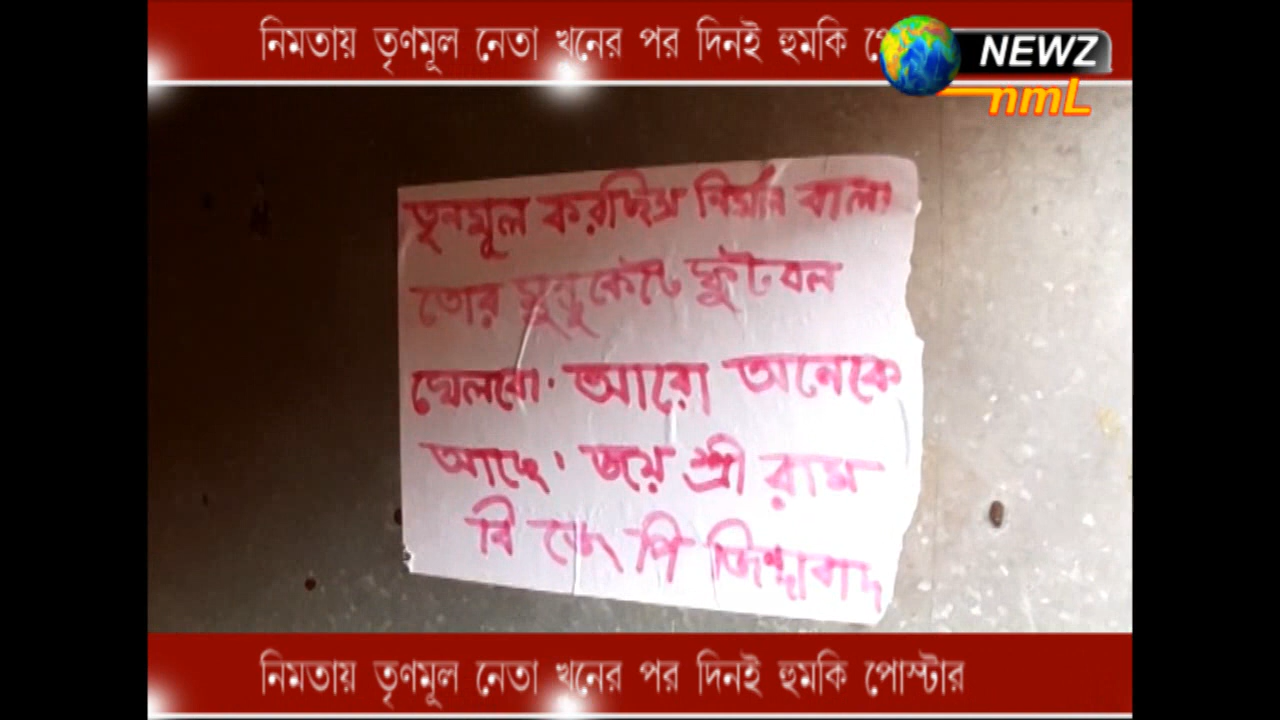 নিমতায় তৃণমূল নেতা খুনের পর দিনই হুমকি
NEWZ
nmL
তৃনমূল করছিস নির্মল বালা
তোর মুন্ডু কেটে ফুটবল
খেলবো. আরো অনেকে
আছে. জয় শ্রী রাম
বি জে পি জিন্দাবাদ
নিমতায় তৃণমূল নেতা খুনের পর দিনই হুমকি পোস্টার